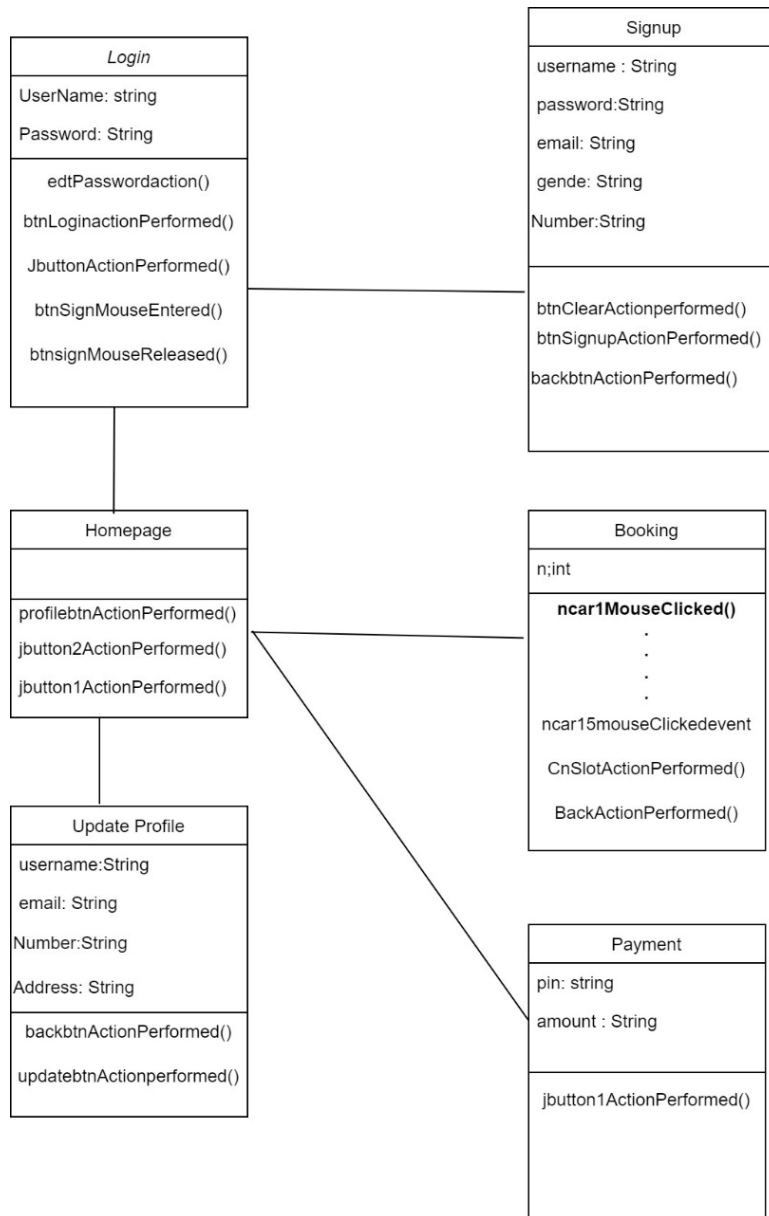 Login
UserName: string
Password: String
edtPasswordaction()
btnLoginactionPerformed()
JbuttonActionPerformed()
btnSignMouseEntered()
btnsignMouseReleased()
Signup
username : String
password:String
email: String
gende: String
Number:String
btnClearActionperformed()
btnSignupActionPerformed()
backbtnActionPerformed()
Homepage
profilebtnActionPerformed()
jbutton2ActionPerformed()
jbutton1ActionPerformed()
Booking
n;int
ncar1MouseClicked()
.
.
.
.
ncar15mouseClickedevent
CnSlotActionPerformed()
BackActionPerformed()
Update Profile
username:String
email: String
Number:String
Address: String
backbtnActionPerformed()
updatebtnActionperformed()
Payment
pin: string
amount : String
jbutton1ActionPerformed()